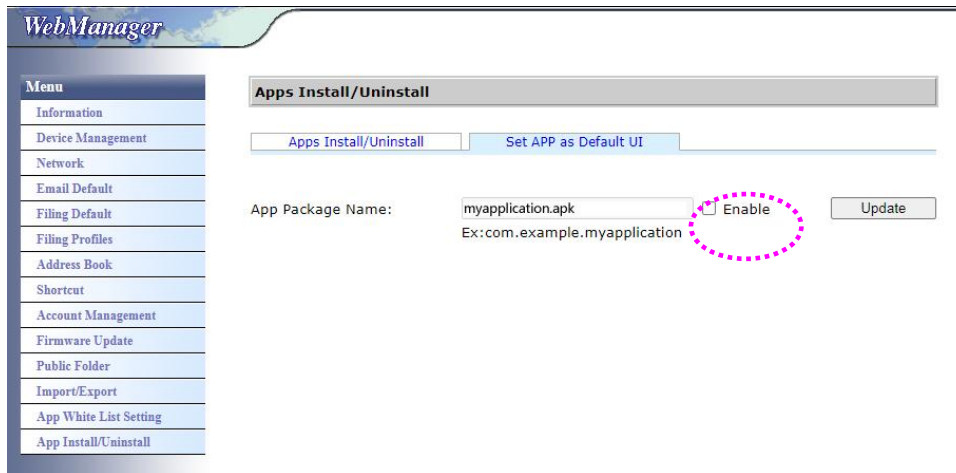 WebManager
Menu
Information
Device Management
Network
Email Default
Filing Default
Filing Profiles
Address Book
Shortcut
Account Management
Firmware Update
Public Folder
Import/Export
App White List Setting
App Install/Uninstall
Apps Install/Uninstall
Apps Install/Uninstall Set APP as Default UI
App Package Name: myapplication.apk Enable Update
Ex:com.example.myapplication